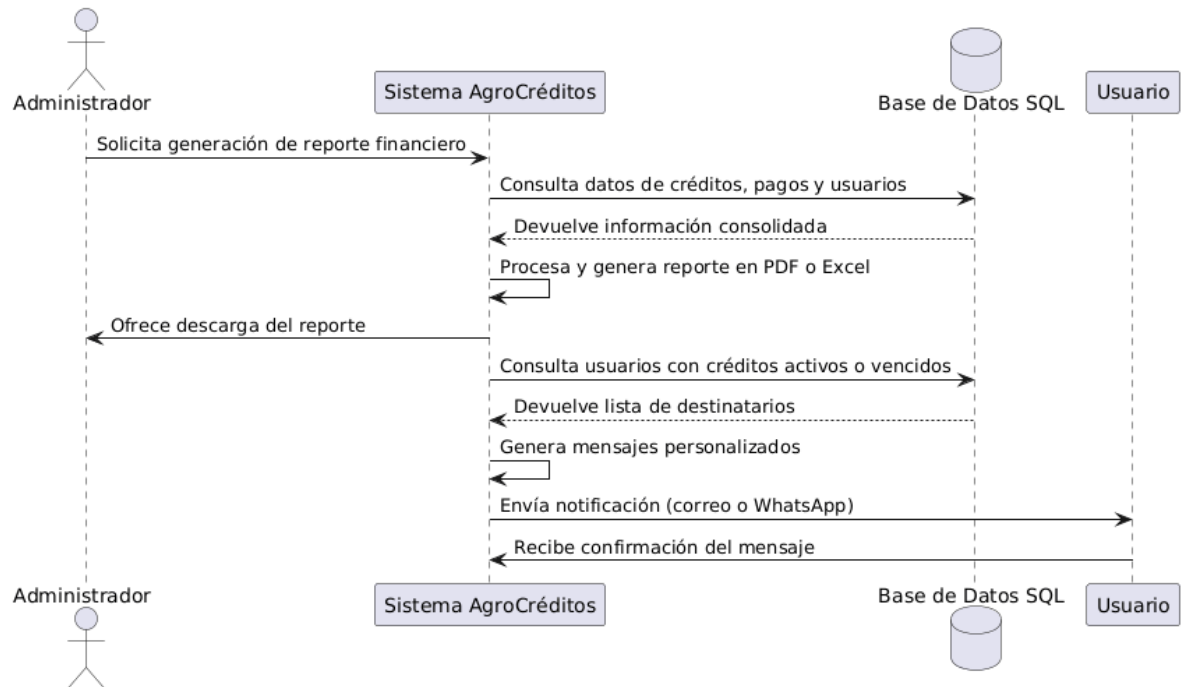 Administrador
Sistema AgroCréditos
Base de Datos SQL
Usuario
Solicita generación de reporte financiero
Consulta datos de créditos, pagos y usuarios
Devuelve información consolidada
Procesa y genera reporte en PDF o Excel
Ofrece descarga del reporte
Consulta usuarios con créditos activos o vencidos
Devuelve lista de destinatarios
Genera mensajes personalizados
Envía notificación (correo o WhatsApp)
Recibe confirmación del mensaje
Administrador
Sistema AgroCréditos
Base de Datos SQL
Usuario